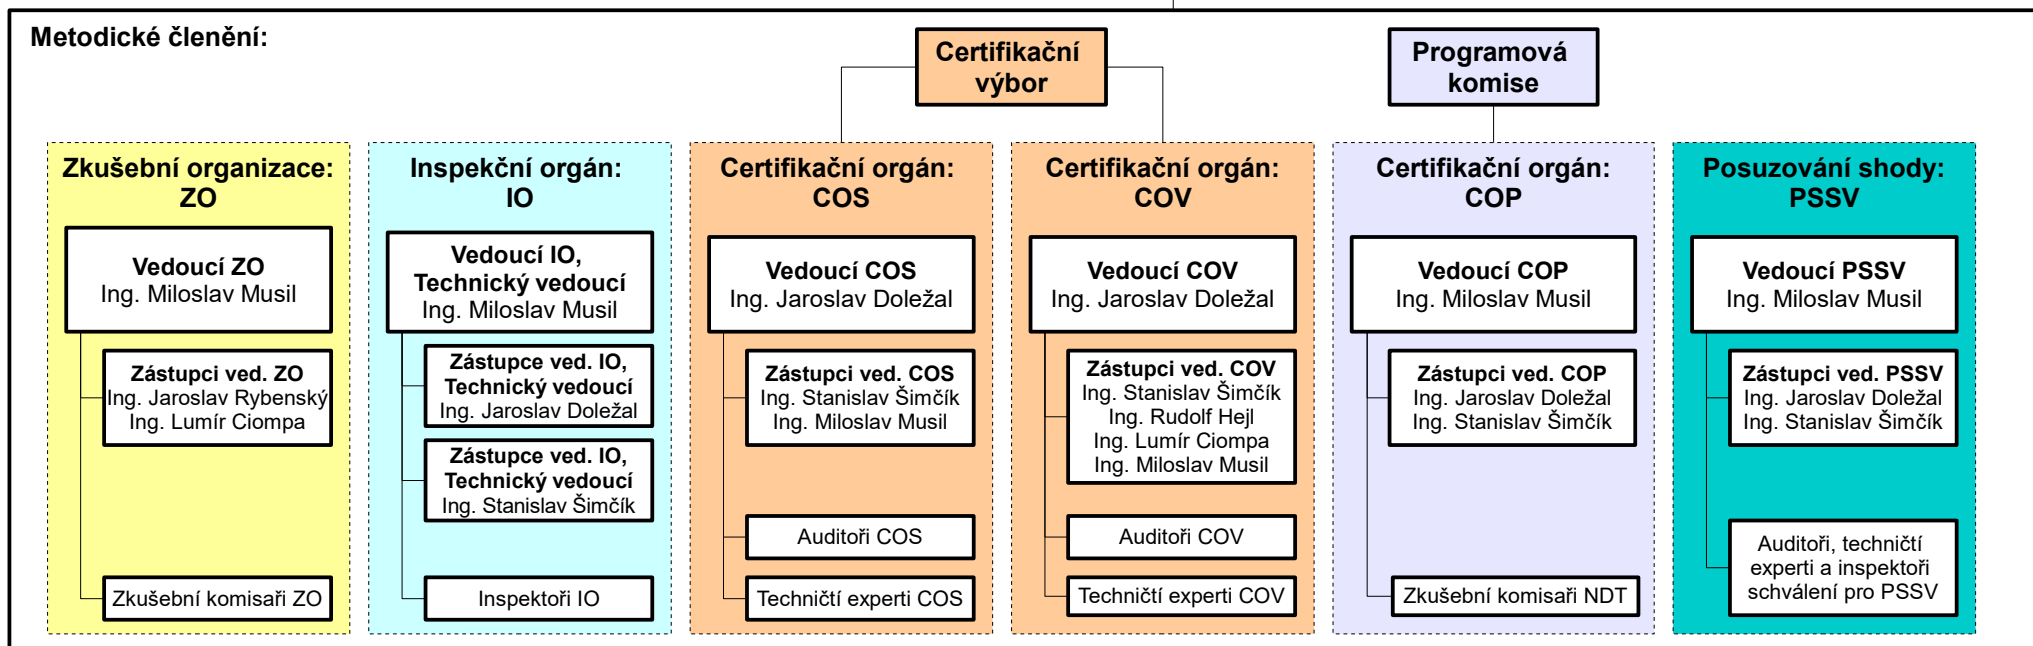 Metodické členění:
Certifikační
výbor
Programová
komise
Zkušební organizace:
ZO
Vedoucí ZO
Ing. Miloslav Musil
Zástupci ved. ZO
Ing. Jaroslav Rybenský
Ing. Lumír Ciompa
Zkušební komisaři ZO
Inspekční orgán:
IO
Vedoucí IO,
Technický vedoucí
Ing. Miloslav Musil
Zástupce ved. IO,
Technický vedoucí
Ing. Jaroslav Doležal
Zástupce ved. IO,
Technický vedoucí
Ing. Stanislav Šimčík
Inspektoři IO
Certifikační orgán:
COS
Vedoucí COS
Ing. Jaroslav Doležal
Zástupci ved. COS
Ing. Stanislav Šimčík
Ing. Miloslav Musil
Auditoři COS
Techničtí experti COS
Certifikační orgán:
COV
Vedoucí COV
Ing. Jaroslav Doležal
Zástupci ved. COV
Ing. Stanislav Šimčík
Ing. Rudolf Hejl
Ing. Lumír Ciompa
Ing. Miloslav Musil
Auditoři COV
Techničtí experti COV
Certifikační orgán:
COP
Vedoucí COP
Ing. Miloslav Musil
Zástupci ved. COP
Ing. Jaroslav Doležal
Ing. Stanislav Šimčík
Zkušební komisaři NDT
Posuzování shody:
PSSV
Vedoucí PSSV
Ing. Miloslav Musil
Zástupci ved. PSSV
Ing. Jaroslav Doležal
Ing. Stanislav Šimčík
Auditoři, techničtí
experti a inspektoři
schválení pro PSSV